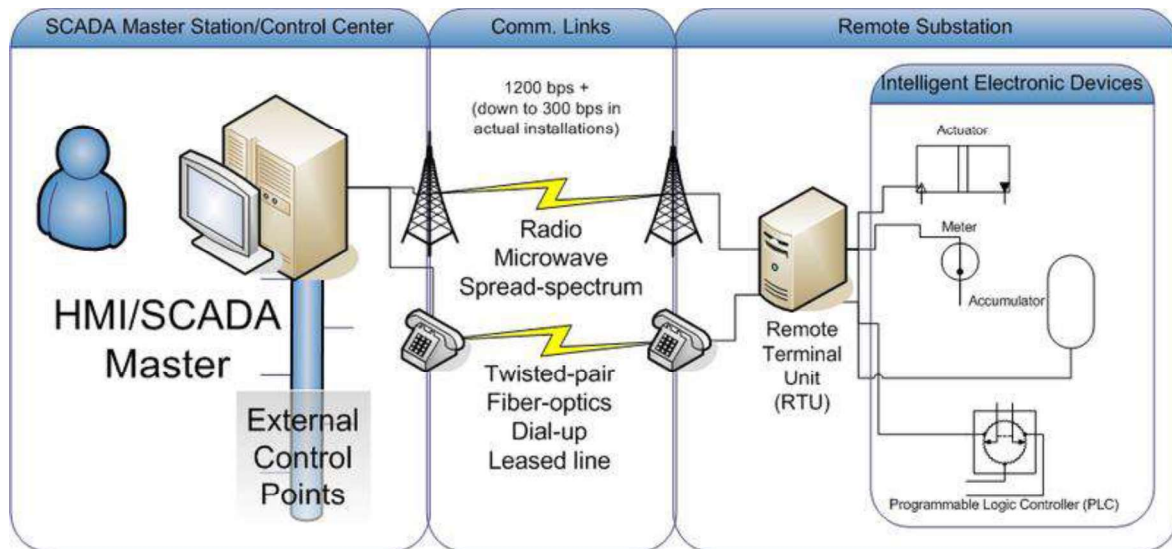 SCADA Master Station/Control Center
HMI/SCADA
Master
External
Control
Points
Comm. Links
1200 bps +
(down to 300 bps in
actual installations)
Radio
Microwave
Spread-spectrum
Twisted-pair
Fiber-optics
Dial-up
Leased line
Remote Substation
Remote
Terminal
Unit
(RTU)
Intelligent Electronic Devices
Actuator
Meter
Accumulator
Programmable Logic Controller (PLC)